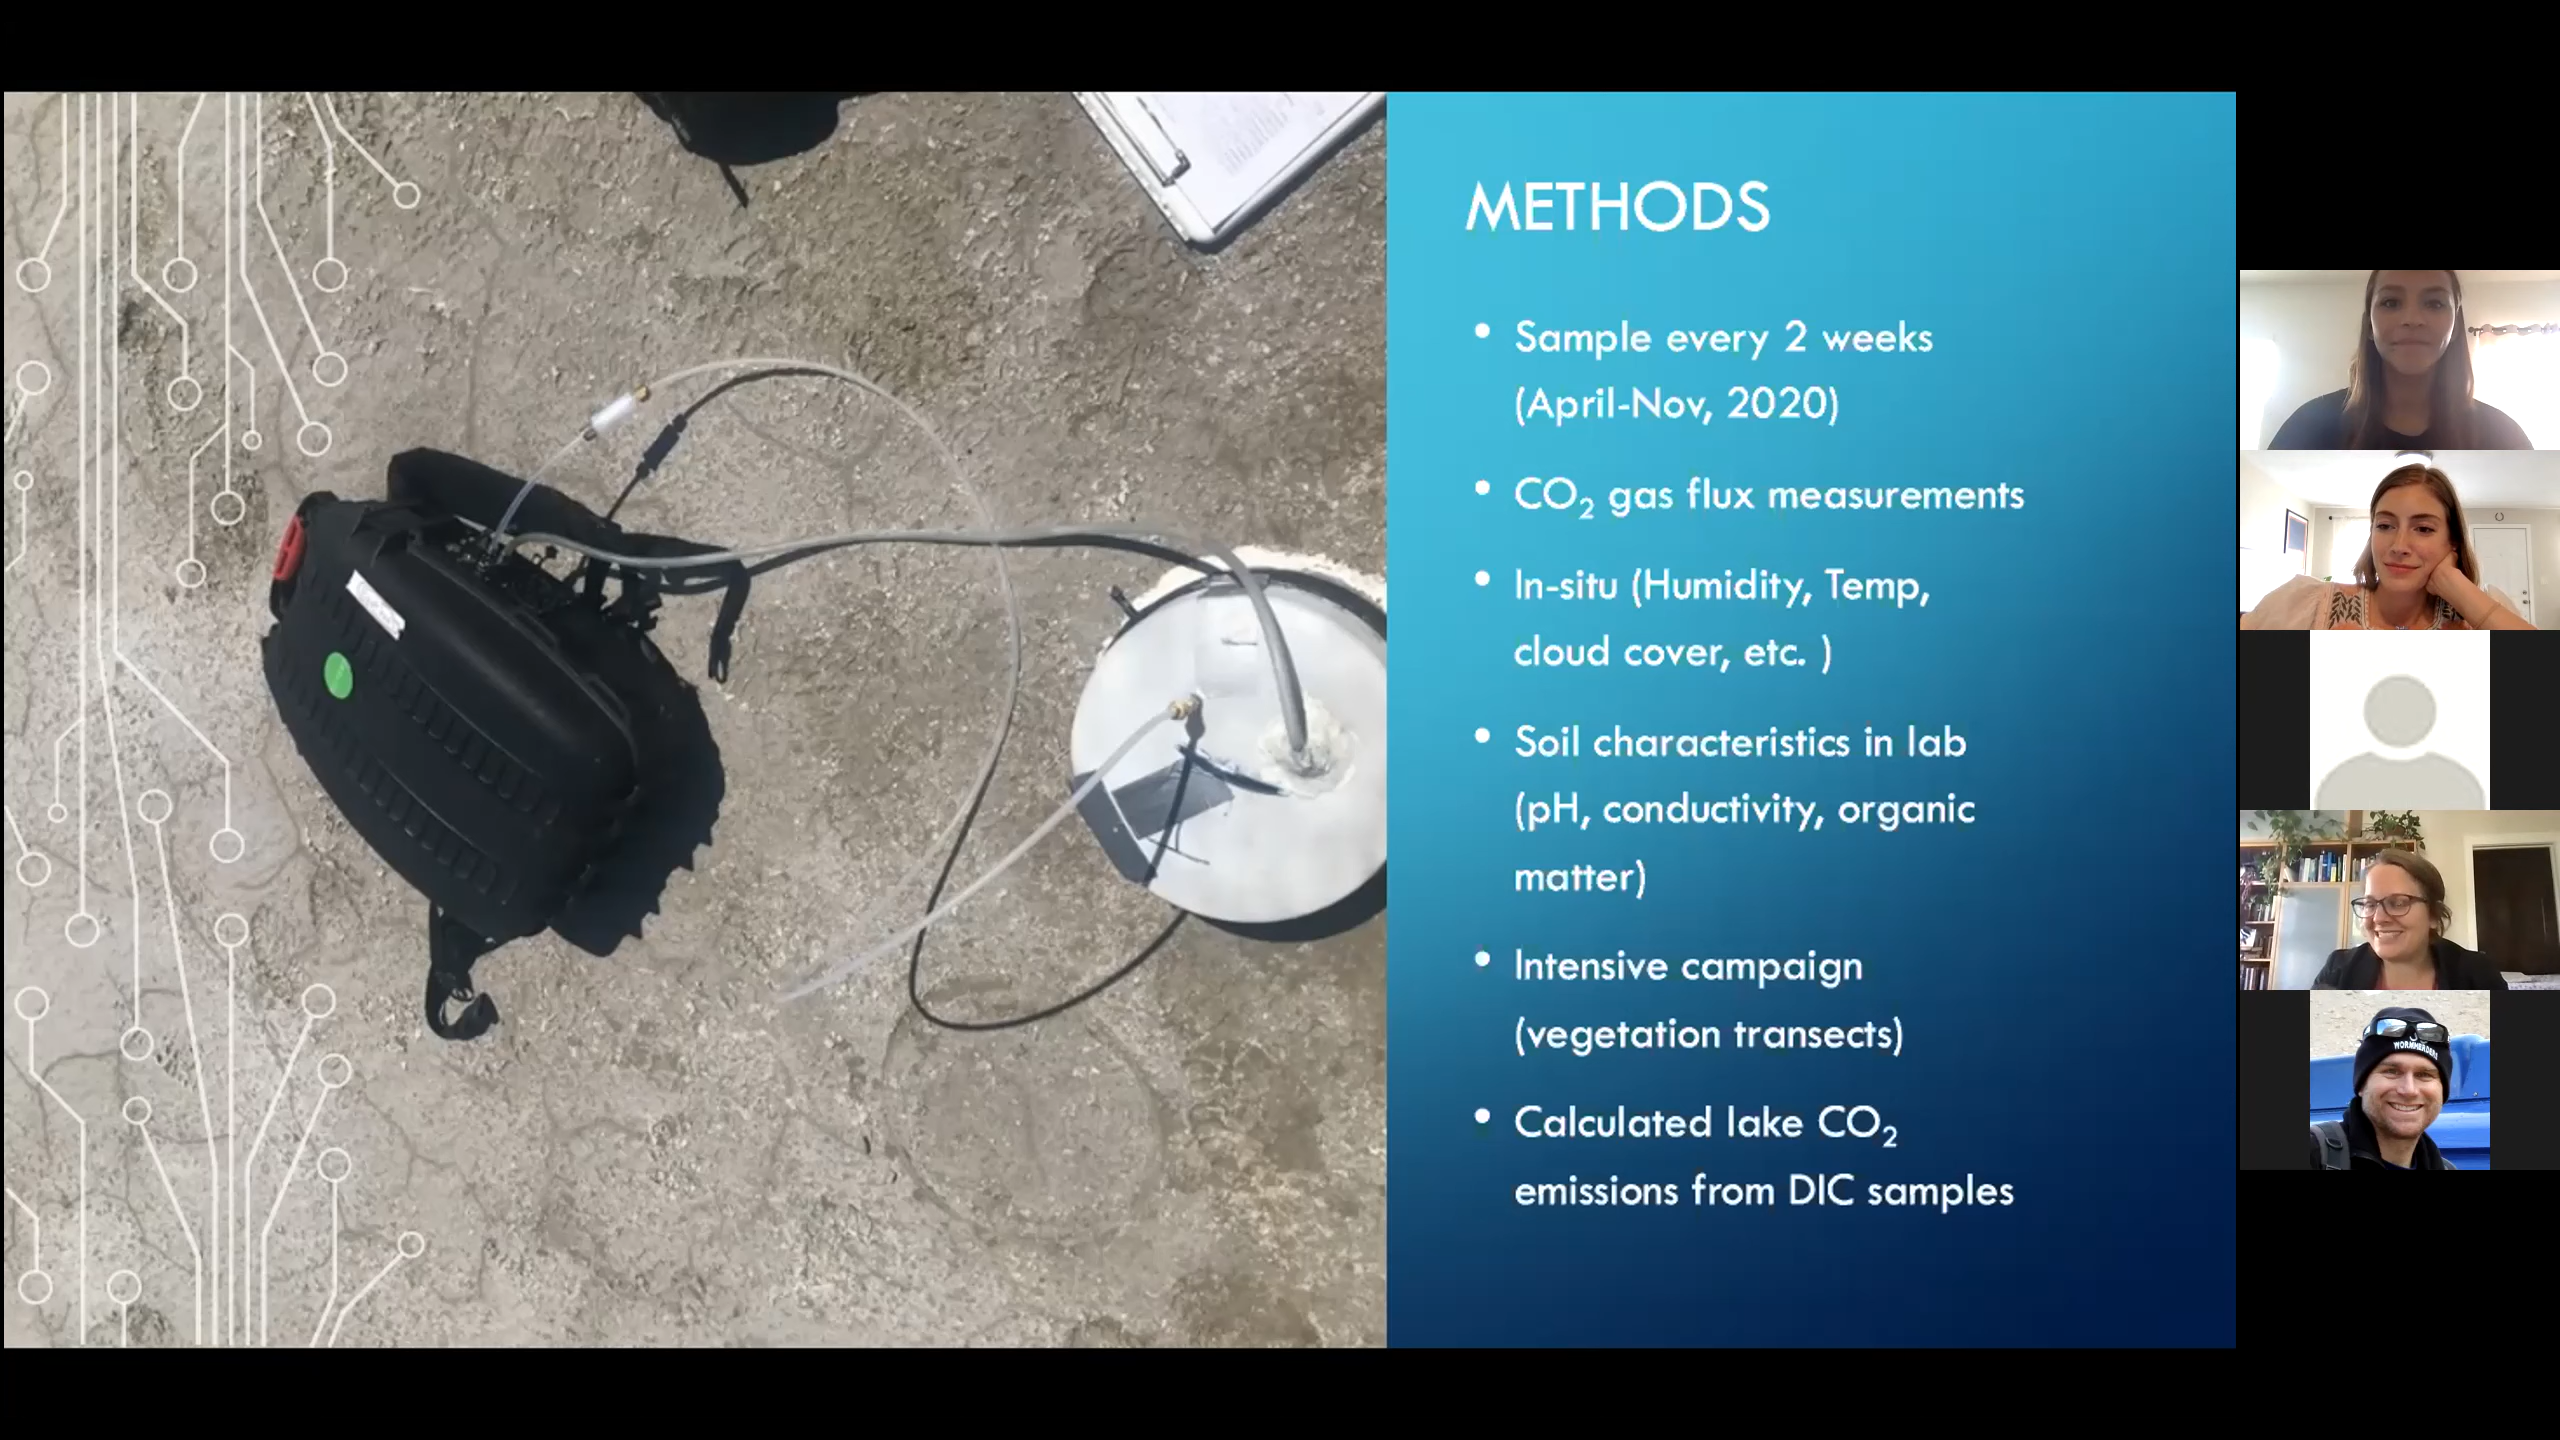 METHODS
• Sample every 2 weeks
(April-Nov, 2020)
• CO₂ gas flux measurements
• In-situ (Humidity, Temp,
cloud cover, etc. )
• Soil characteristics in lab
(pH, conductivity, organic
matter)
• Intensive campaign
(vegetation transects)
• Calculated lake CO₂
emissions from DIC samples